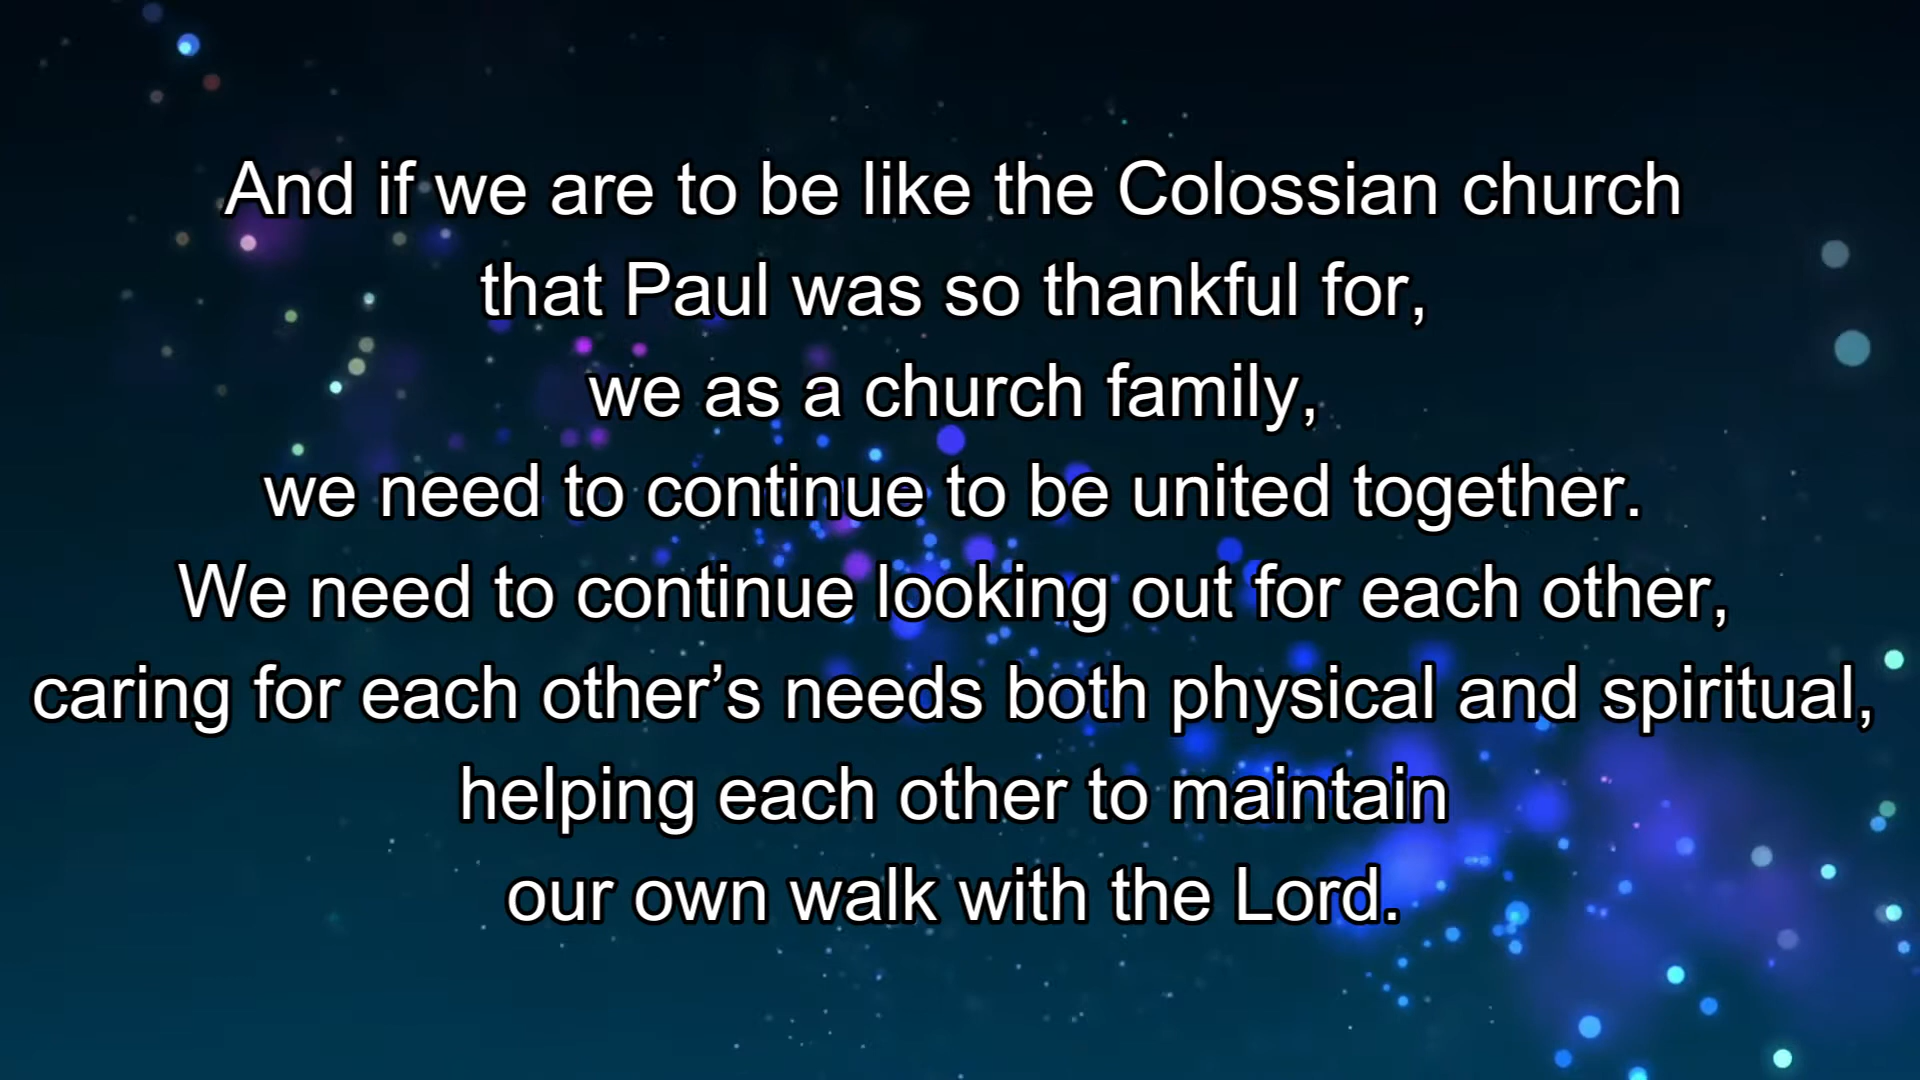 And if we are to be like the Colossian church
that Paul was so thankful for,
we as a church family,
we need to continue to be united together.
We need to continue looking out for each other,
caring for each other’s needs both physical and spiritual,
helping each other to maintain
our own walk with the Lord.